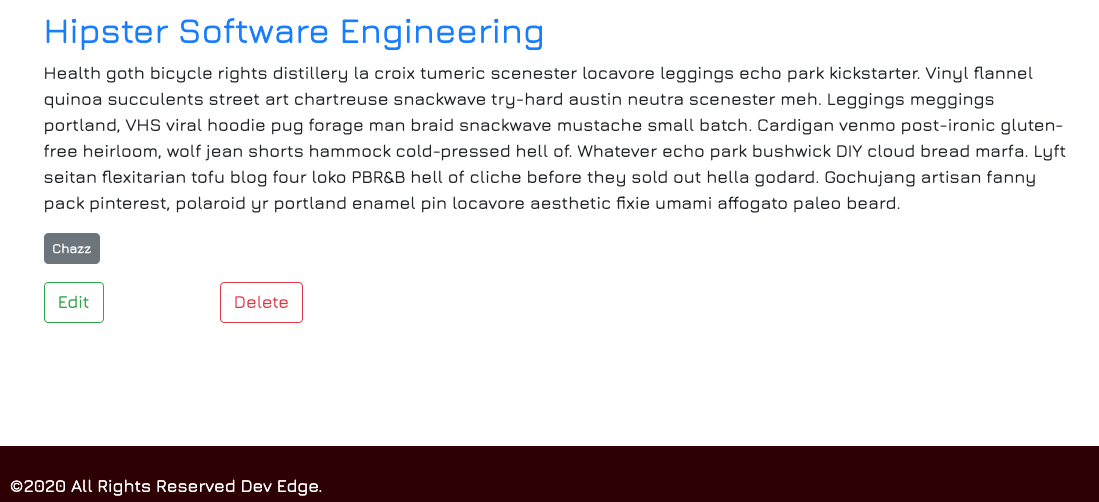 Hipster Software Engineering
Health goth bicycle rights distillery la croix tumeric scenester locavore leggings echo park kickstarter. Vinyl flannel
quinoa succulents street art chartreuse snackwave try-hard austin neutra scenester meh. Leggings meggings
portland, VHS viral hoodie pug forage man braid snackwave mustache small batch. Cardigan venmo post-ironic gluten-
free heirloom, wolf jean shorts hammock cold-pressed hell of. Whatever echo park bushwick DIY cloud bread marfa. Lyft
seitan flexitarian tofu blog four loko PBR&B hell of cliche before they sold out hella godard. Gochujang artisan fanny
pack pinterest, polaroid yr portland enamel pin locavore aesthetic fixie umami affogato paleo beard.
Chazz
Edit Delete
©2020 All Rights Reserved Dev Edge.